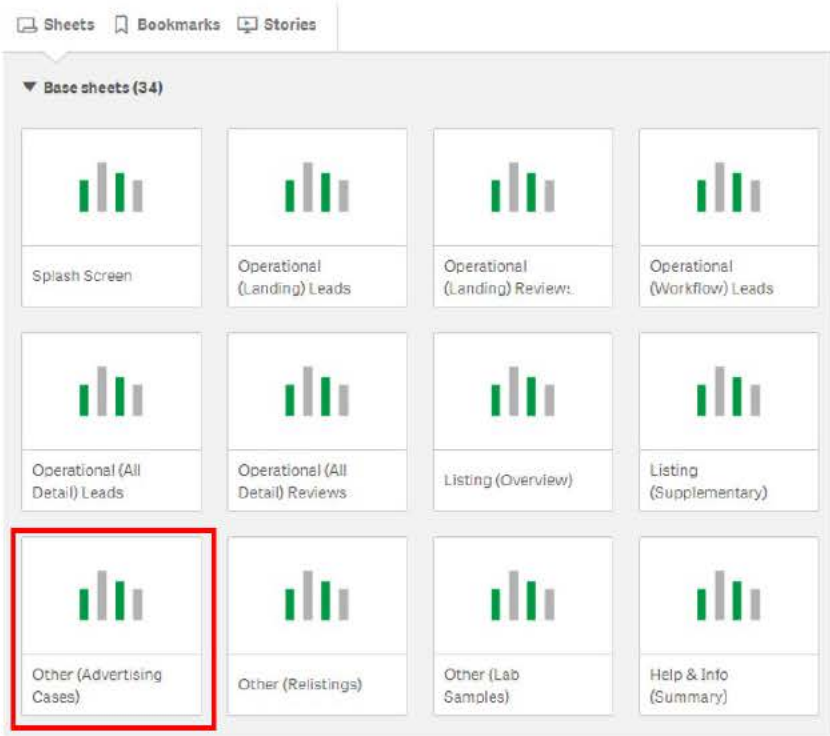 Sheets Bookmarks Stories
Base sheets (34)
Splash Screen
Operational
(Landing) Leads
Operational
(Landing) Reviews
Operational
(Workflow) Leads
Operational (All
Detail) Leads
Operational (All
Detail) Reviews
Listing (Overview)
Listing
(Supplementary)
Other (Advertising
Cases)
Other (Relistings)
Other (Lab
Samples)
Help & Info
(Summary)